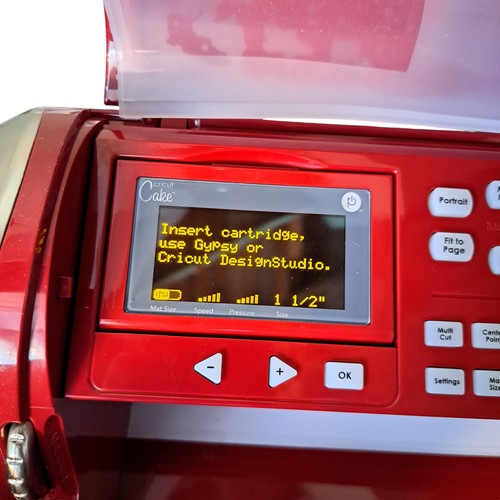 cricut
Cake™
Insert cartridge,
use Gypsy or
Cricut DesignStudio.
1 1/2"
Mat Size Speed Pressure Size
- + OK
Portrait
Fit to
Page
Multi
Cut
Settings